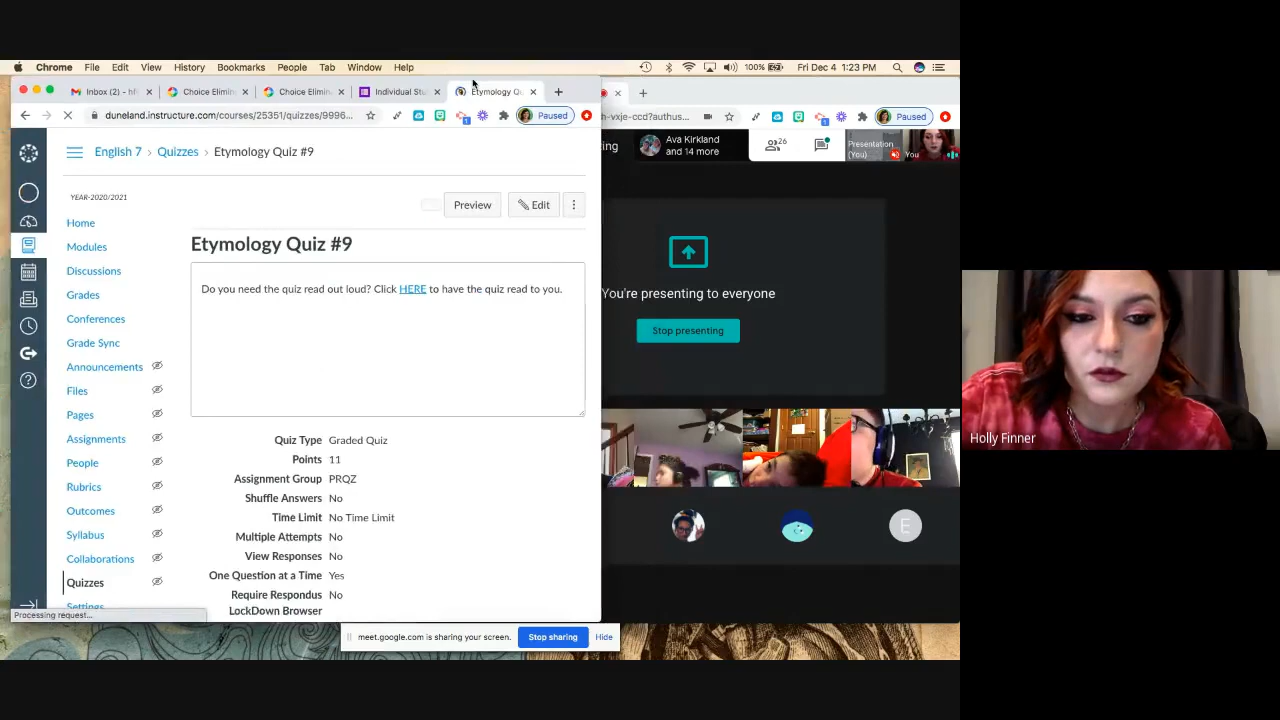 Chrome File Edit View History Bookmarks People Tab Window Help
100% Fri Dec 4 1:23 PM
Inbox (2) - hf
Choice Elimin
Choice Elimin
Individual Stu
Etymology Qu
duneland.instructure.com/courses/25351/quizzes/9996...
Paused
h-vxje-ccd?authus...
Paused
English 7 › Quizzes › Etymology Quiz #9
Ava Kirkland
and 14 more
26
Presentation
(You)
You
YEAR-2020/2021
Preview
Edit
Home
Modules
Discussions
Grades
Conferences
Grade Sync
Announcements
Files
Pages
Assignments
People
Rubrics
Outcomes
Syllabus
Collaborations
Quizzes
Settings
Processing request...
Etymology Quiz #9
Do you need the quiz read out loud? Click HERE to have the quiz read to you.
Quiz Type Graded Quiz
Points 11
Assignment Group PRQZ
Shuffle Answers No
Time Limit No Time Limit
Multiple Attempts No
View Responses No
One Question at a Time Yes
Require Respondus No
LockDown Browser
You're presenting to everyone
Stop presenting
E
meet.google.com is sharing your screen.
Stop sharing
Hide
Holly Finner